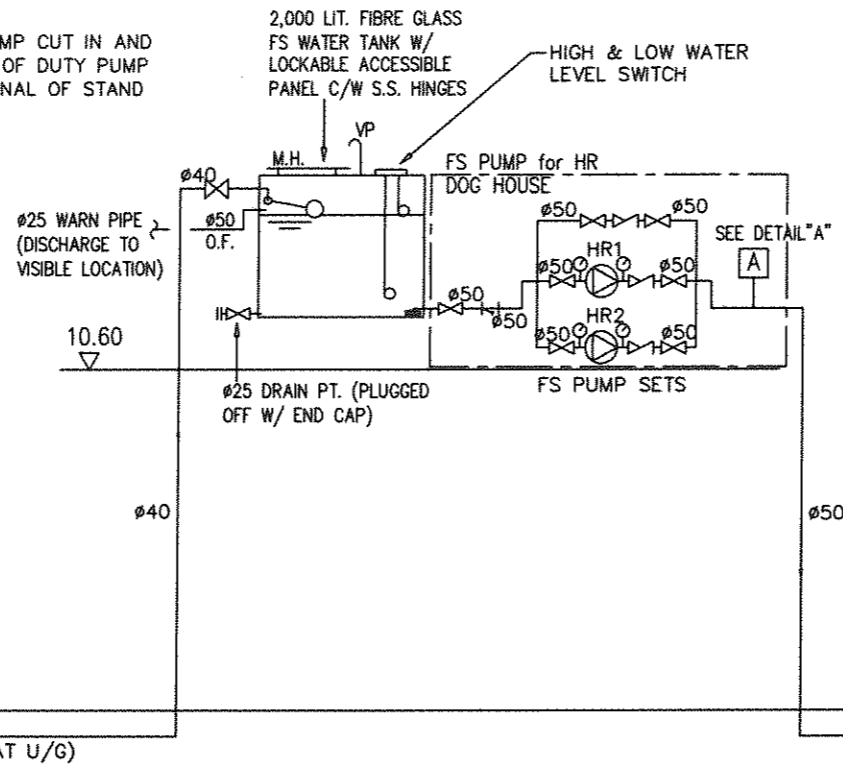 MP CUT IN AND
OF DUTY PUMP
NAL OF STAND
2,000 LIT. FIBRE GLASS
FS WATER TANK W/
LOCKABLE ACCESSIBLE
PANEL C/W S.S. HINGES
HIGH & LOW WATER
LEVEL SWITCH
VP
M.H.
FS PUMP for HR
DOG HOUSE
ø40
ø50
O.F.
ø25 WARN PIPE
(DISCHARGE TO
VISIBLE LOCATION)
ø50
ø50
SEE DETAIL"A"
A
HR1
ø50
ø50
ø50
ø50
HR2
ø50
ø50
10.60
ø25 DRAIN PT. (PLUGGED
OFF W/ END CAP)
FS PUMP SETS
ø40
ø50
AT U/G)